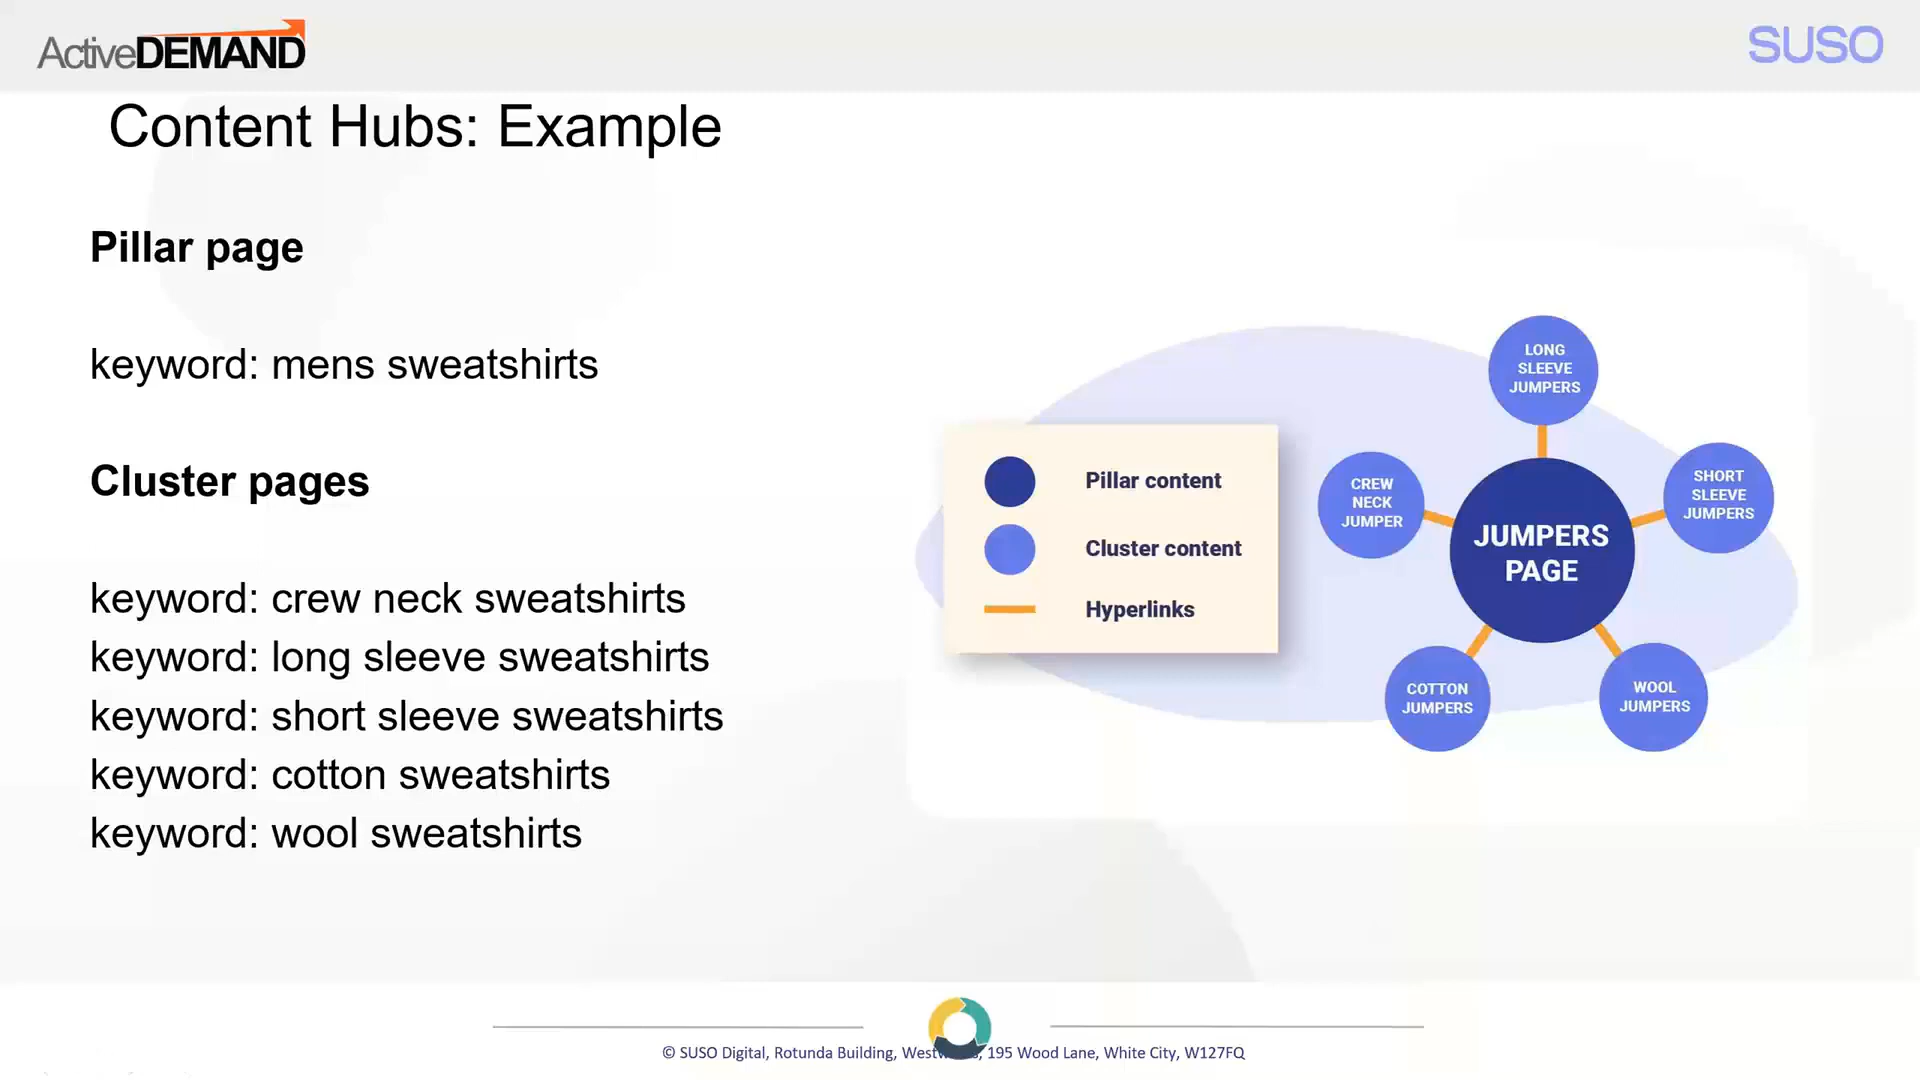 ActiveDEMAND
SUSO
Content Hubs: Example
Pillar page
keyword: mens sweatshirts
Cluster pages
keyword: crew neck sweatshirts
keyword: long sleeve sweatshirts
keyword: short sleeve sweatshirts
keyword: cotton sweatshirts
keyword: wool sweatshirts
Pillar content
Cluster content
Hyperlinks
LONG
SLEEVE
JUMPERS
CREW
NECK
JUMPER
SHORT
SLEEVE
JUMPERS
JUMPERS
PAGE
COTTON
JUMPERS
WOOL
JUMPERS
© SUSO Digital, Rotunda Building, 195 Wood Lane, White City, W127FQ